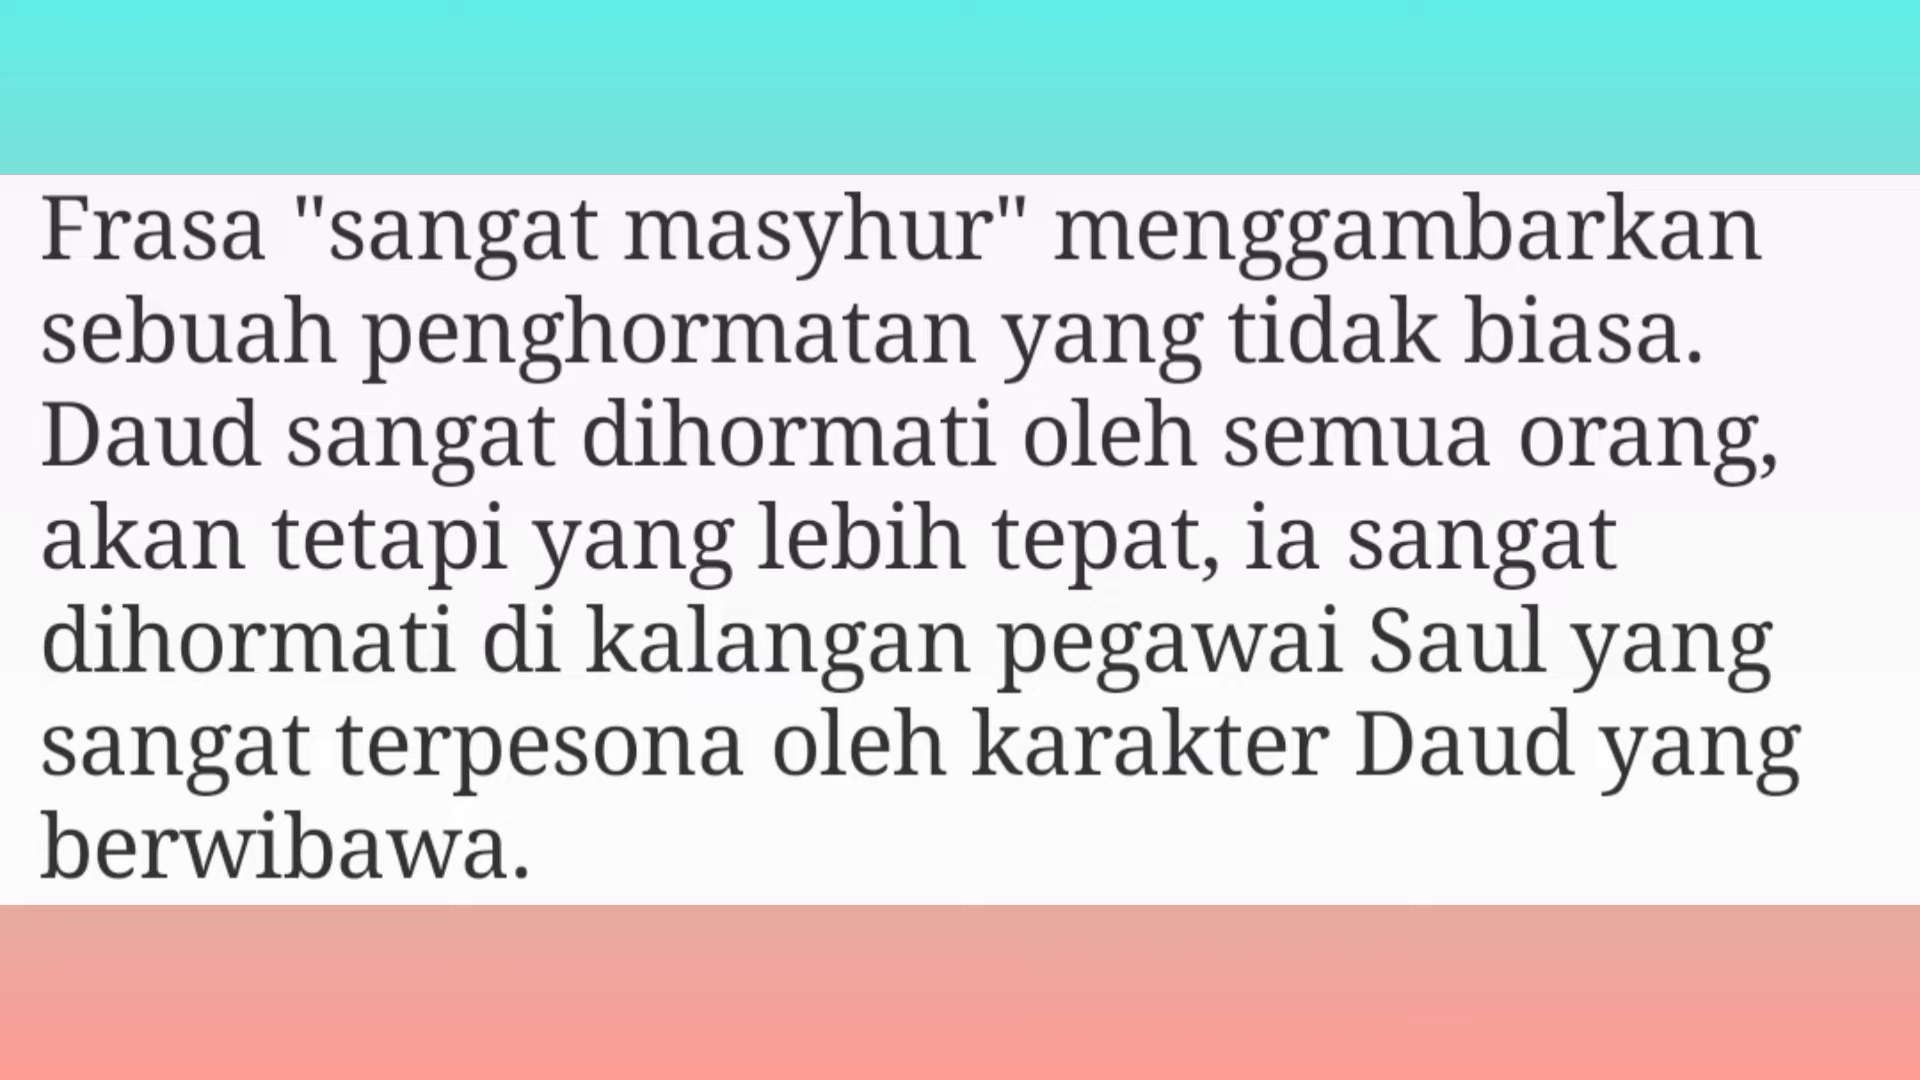 Frasa "sangat masyhur" menggambarkan
sebuah penghormatan yang tidak biasa.
Daud sangat dihormati oleh semua orang,
akan tetapi yang lebih tepat, ia sangat
dihormati di kalangan pegawai Saul yang
sangat terpesona oleh karakter Daud yang
berwibawa.